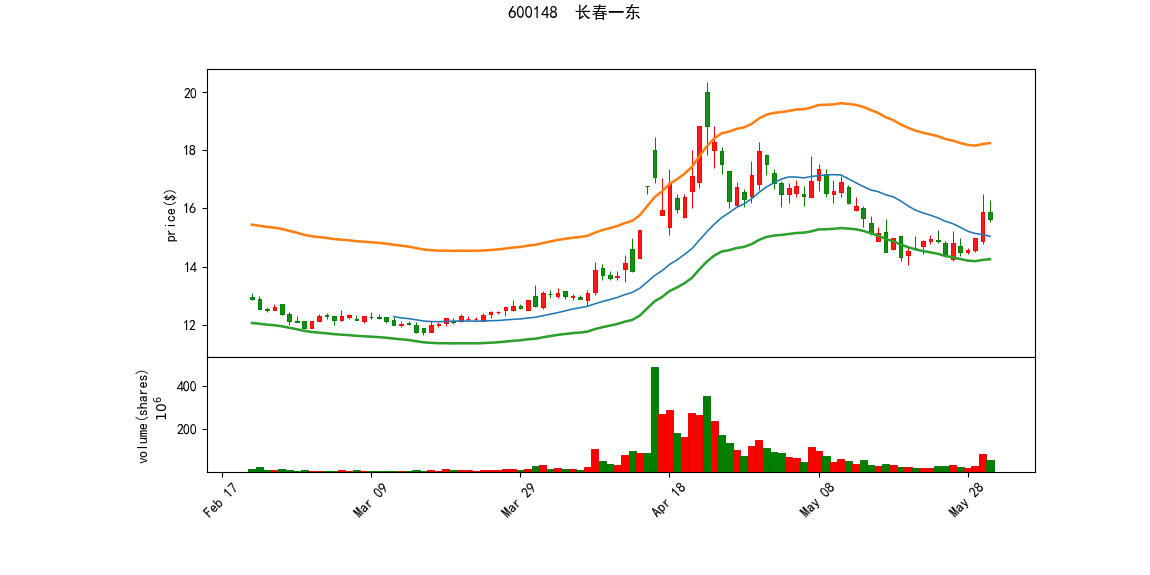 600148 长春一东
price($)
20
18
16
14
12
volume(shares)
10^6
400
200
Feb 17
Mar 09
Mar 29
Apr 18
May 08
May 28